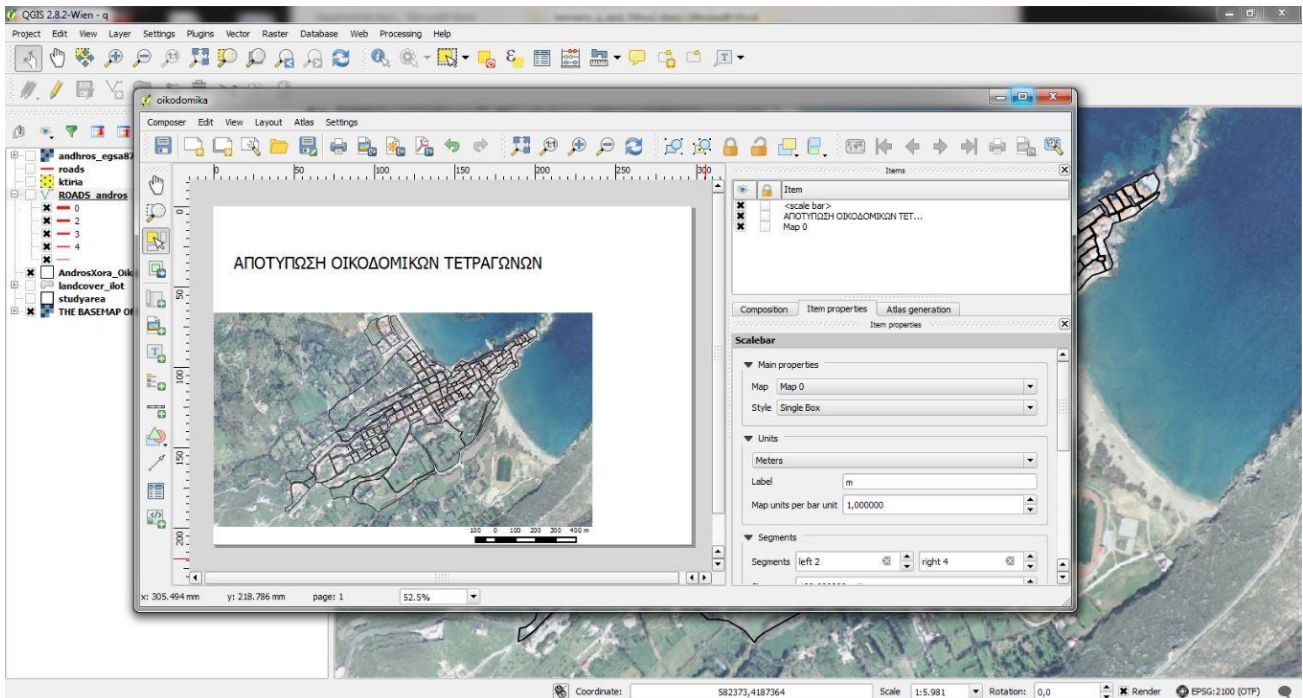 QGIS 2.8.2-Wien - q
Project Edit View Layer Settings Plugins Vector Raster Database Web Processing Help
oikodomika
Composer Edit View Layout Atlas Settings
andhros_egsa87
roads
ktiria
ROADS_andros
0
2
3
4
AndrosXora_Oik
landcover_ilot
studyarea
THE BASEMAP OF
0 50 100 150 200 250 300
50
100
150
200
ΑΠΟΤΥΠΩΣΗ ΟΙΚΟΔΟΜΙΚΩΝ ΤΕΤΡΑΓΩΝΩΝ
100 0 100 200 300 400 m
Items
Item
<scale bar>
ΑΠΟΤΥΠΩΣΗ ΟΙΚΟΔΟΜΙΚΩΝ ΤΕΤ...
Map 0
Composition Item properties Atlas generation
Item properties
Scalebar
Main properties
Map Map 0
Style Single Box
Units
Meters
Label m
Map units per bar unit 1,000000
Segments
Segments left 2 right 4
x: 305.494 mm y: 218.786 mm page: 1 52.5%
Coordinate: 582373,4187364 Scale 1:5.981 Rotation: 0,0 Render EPSG:2100 (OTF)